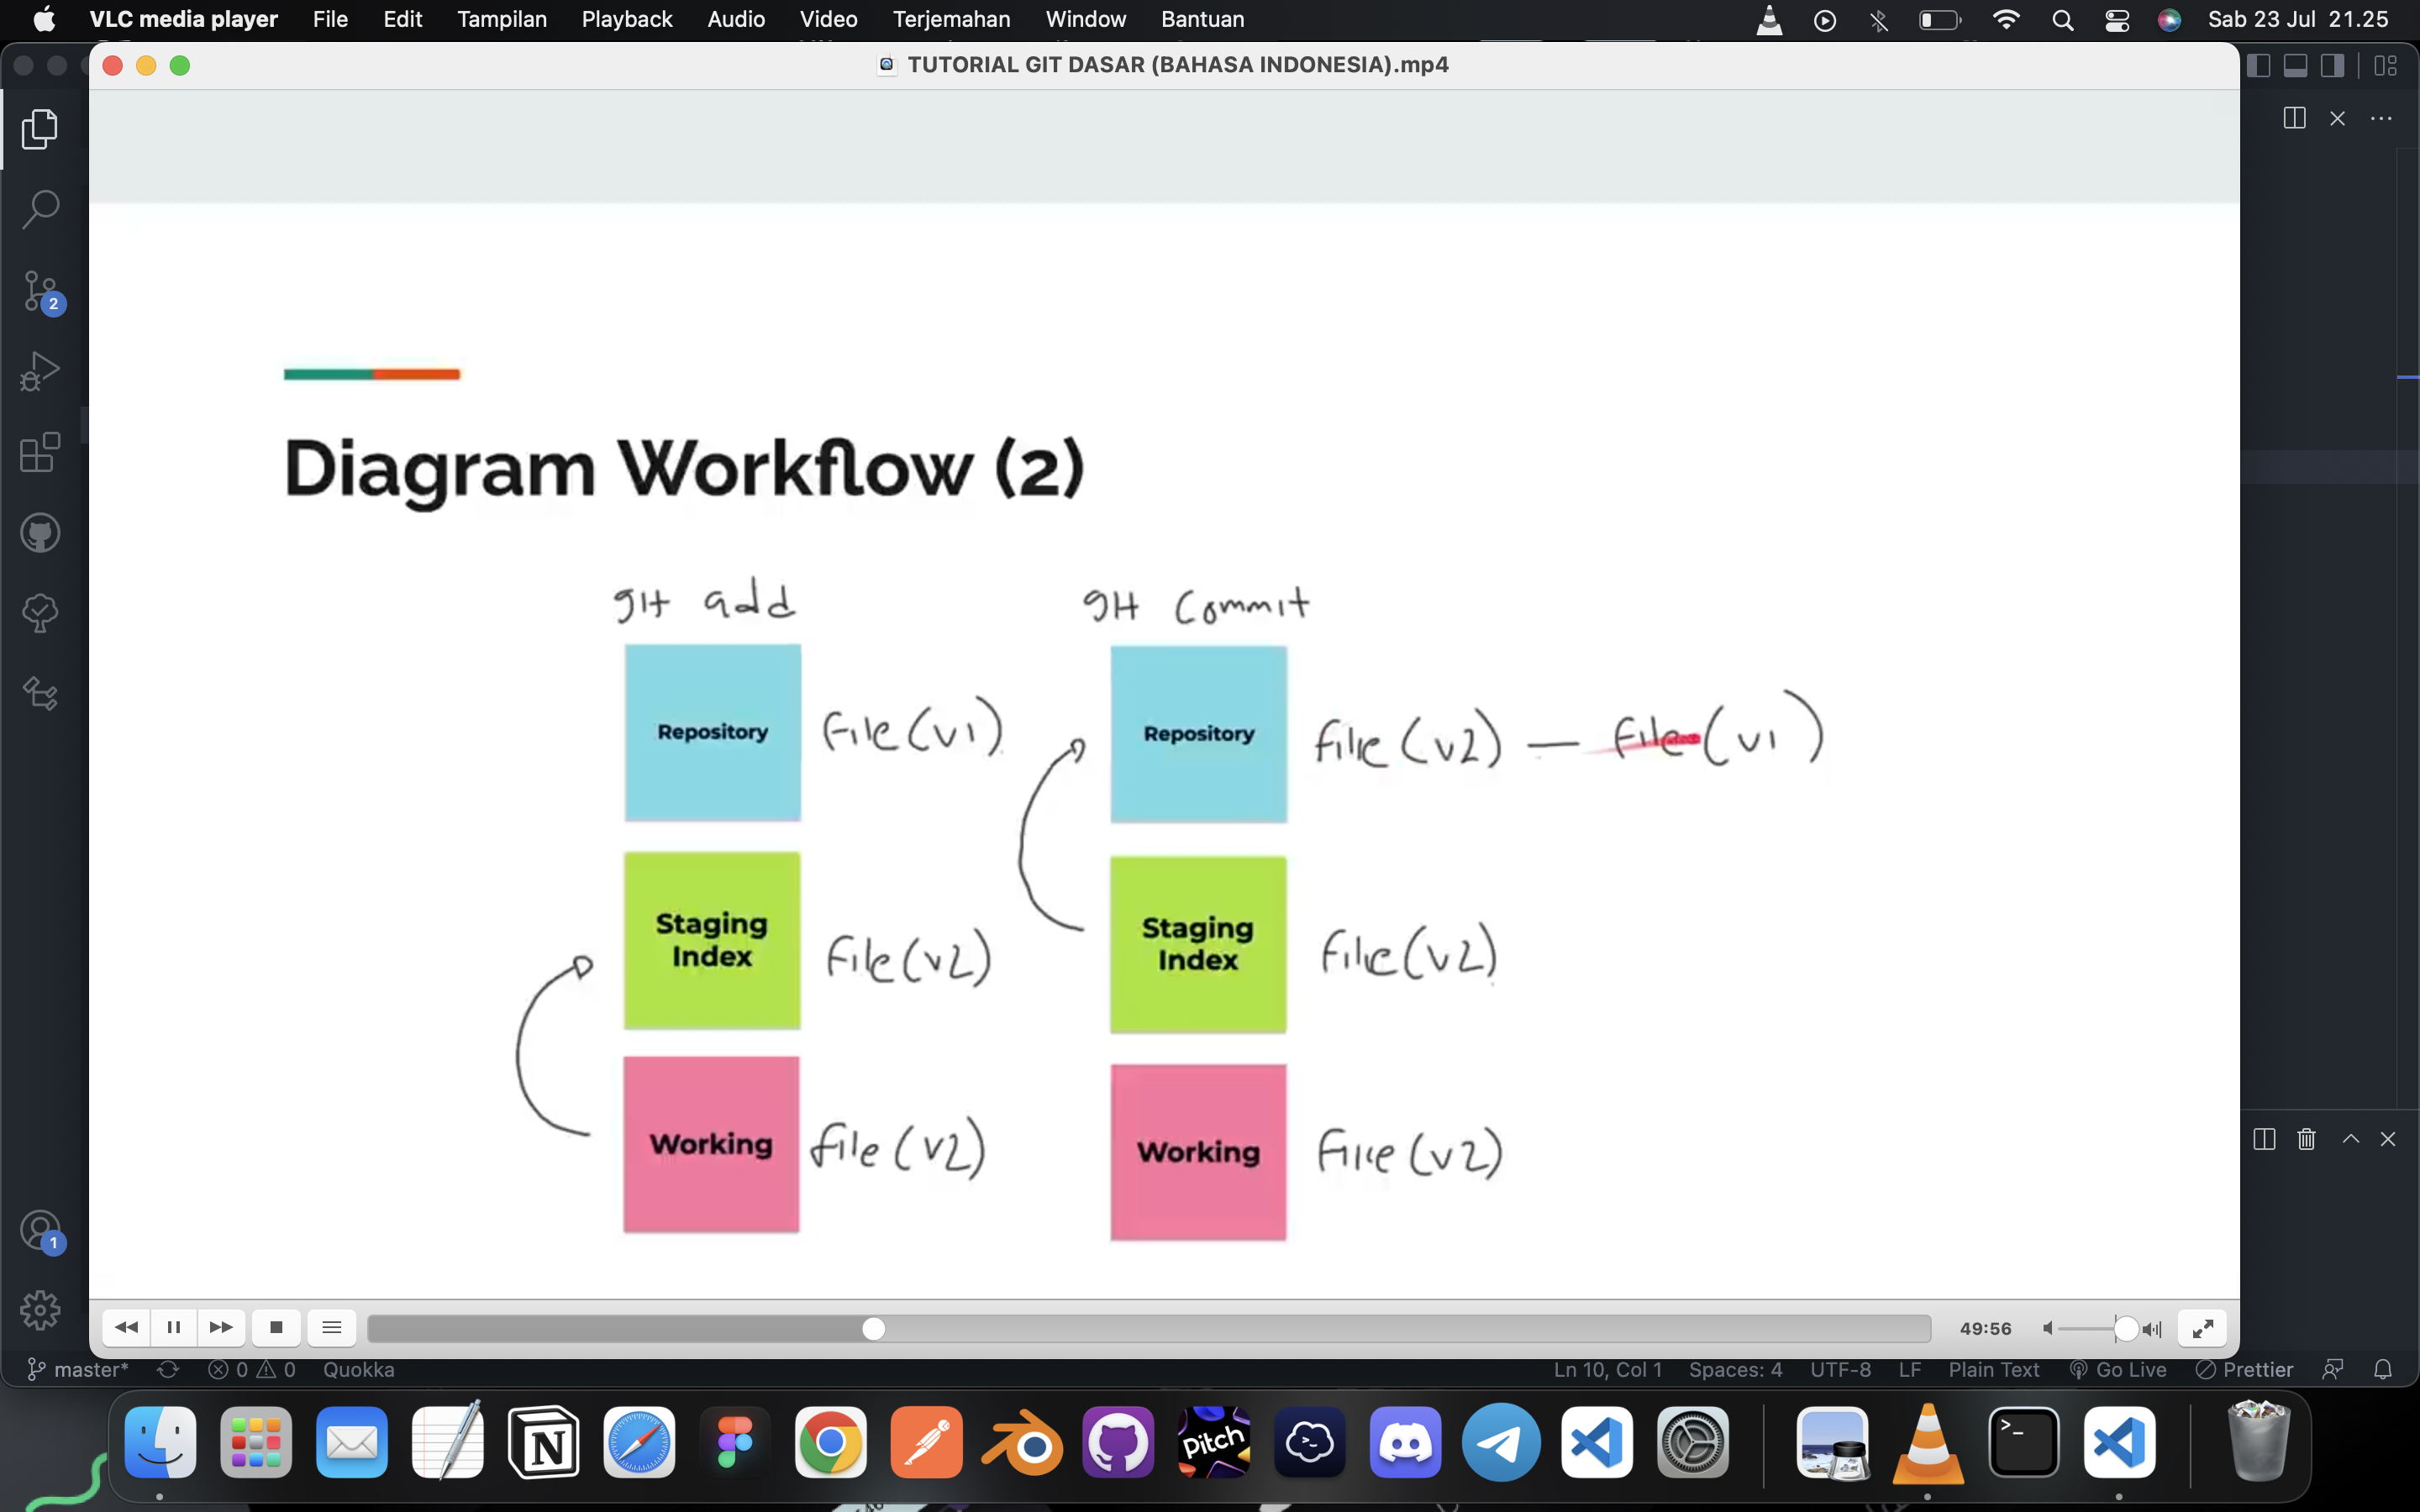 VLC media player File Edit Tampilan Playback Audio Video Terjemahan Window Bantuan Sab 23 Jul 21.25
TUTORIAL GIT DASAR (BAHASA INDONESIA).mp4
2
Diagram Workflow (2)
git add
git commit
Repository file(v1)
Repository file(v2) — file(v1)
Staging
Index
file(v2)
Staging
Index
file(v2)
Working file(v2)
Working file(v2)
1
49:56
master* 0 0 Quokka Ln 10, Col 1 Spaces: 4 UTF-8 LF Plain Text Go Live Prettier
N
Pitch
>_